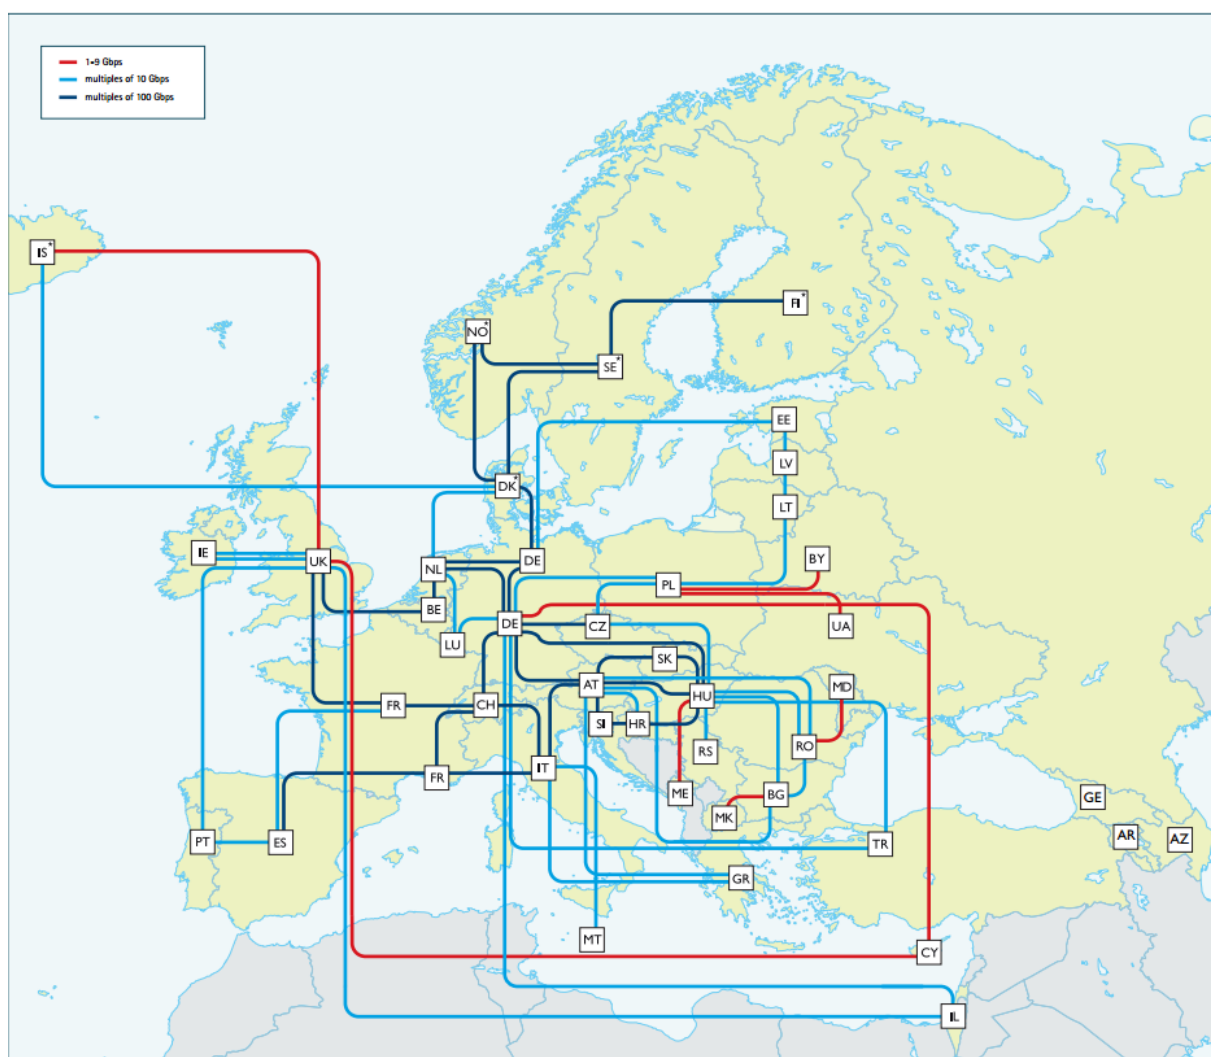 1-9 Gbps
multiples of 10 Gbps
multiples of 100 Gbps
IS*
FI*
NO*
SE*
EE
LV
DK*
LT
IE
UK
NL
DE
BY
PL
BE
DE
CZ
UA
LU
SK
AT
HU
MD
FR
CH
SI
HR
RS
RO
FR
IT
ME
BG
MK
GE
PT
ES
TR
AR
AZ
GR
MT
CY
IL